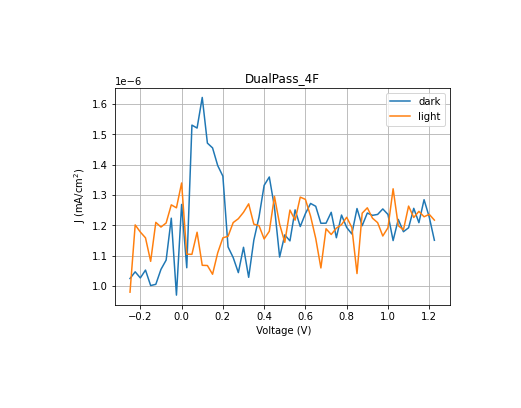 DualPass_4F
1e−6
1.6
1.5
1.4
1.3
1.2
1.1
1.0
J (mA/cm²)
dark
light
−0.2 0.0 0.2 0.4 0.6 0.8 1.0 1.2
Voltage (V)